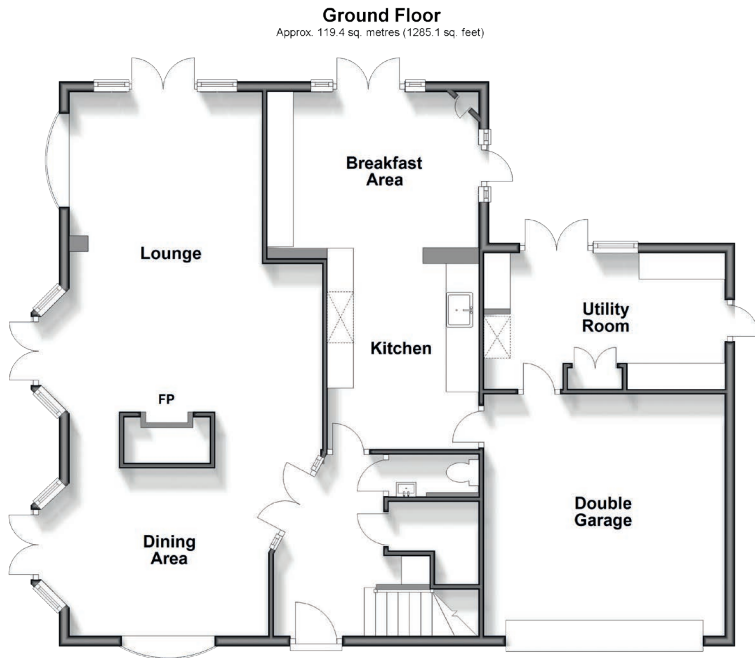 Ground Floor
Approx. 119.4 sq. metres (1285.1 sq. feet)
Breakfast
Area
Lounge
Utility
Room
Kitchen
FP
Double
Garage
Dining
Area